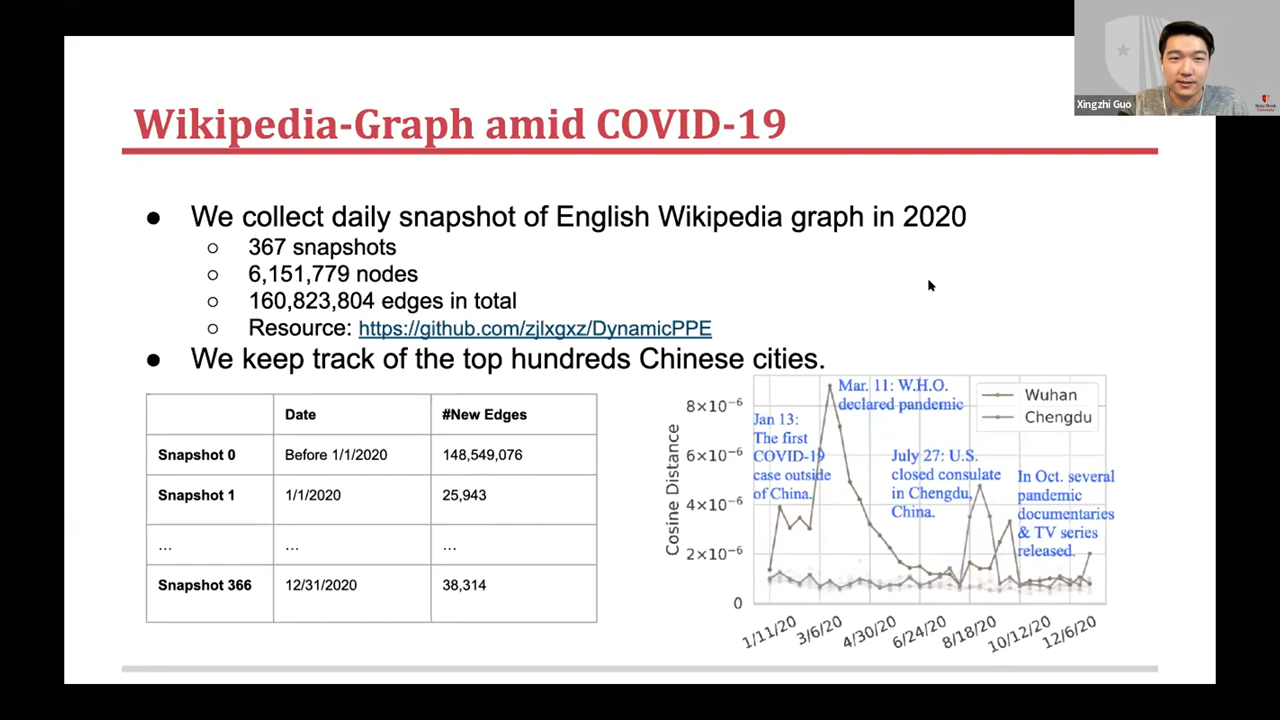 Xingzhi Guo
Stony Brook
University
Wikipedia-Graph amid COVID-19
● We collect daily snapshot of English Wikipedia graph in 2020
○ 367 snapshots
○ 6,151,779 nodes
○ 160,823,804 edges in total
○ Resource: https://github.com/zjlxgxz/DynamicPPE
● We keep track of the top hundreds Chinese cities.
Date #New Edges
Snapshot 0 Before 1/1/2020 148,549,076
Snapshot 1 1/1/2020 25,943
... ... ...
Snapshot 366 12/31/2020 38,314
Cosine Distance
8×10⁻⁶
6×10⁻⁶
4×10⁻⁶
2×10⁻⁶
0
Jan 13:
The first
COVID-19
case outside
of China.
Mar. 11: W.H.O.
declared pandemic
Wuhan
Chengdu
July 27: U.S.
closed consulate
in Chengdu,
China.
In Oct. several
pandemic
documentaries
& TV series
released.
1/11/20 3/6/20 4/30/20 6/24/20 8/18/20 10/12/20 12/6/20